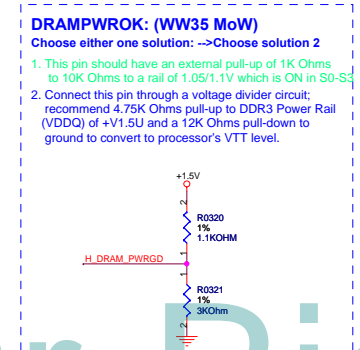 DRAMPWROK: (WW35 MoW)
Choose either one solution: -->Choose solution 2
1. This pin should have an external pull-up of 1K Ohms
to 10K Ohms to a rail of 1.05/1.1V which is ON in S0-S3
2. Connect this pin through a voltage divider circuit;
recommend 4.75K Ohms pull-up to DDR3 Power Rail
(VDDQ) of +V1.5U and a 12K Ohms pull-down to
ground to convert to processor's VTT level.
+1.5V
2
R0320
1%
1.1KOHM
1
H_DRAM_PWRGD
1
R0321
1%
3KOhm
2